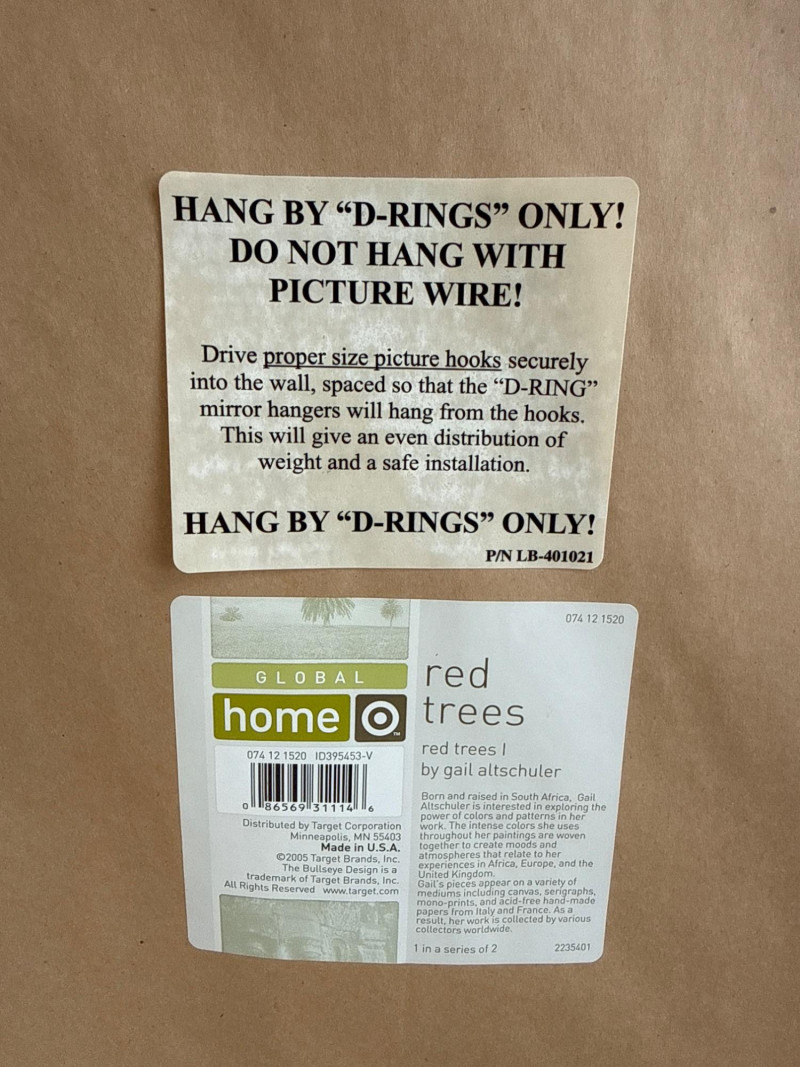 HANG BY “D-RINGS” ONLY!
DO NOT HANG WITH
PICTURE WIRE!
Drive proper size picture hooks securely
into the wall, spaced so that the “D-RING”
mirror hangers will hang from the hooks.
This will give an even distribution of
weight and a safe installation.
HANG BY “D-RINGS” ONLY!
P/N LB-401021
GLOBAL
home
TM
074 12 1520 ID395453-V
0 86569 31114 6
Distributed by Target Corporation
Minneapolis, MN 55403
Made in U.S.A.
©2005 Target Brands, Inc.
The Bullseye Design is a
trademark of Target Brands, Inc.
All Rights Reserved www.target.com
074 12 1520
red
trees
red trees I
by gail altschuler
Born and raised in South Africa, Gail
Altschuler is interested in exploring the
power of colors and patterns in her
work. The intense colors she uses
throughout her paintings are woven
together to create moods and
atmospheres that relate to her
experiences in Africa, Europe, and the
United Kingdom.
Gail's pieces appear on a variety of
mediums including canvas, serigraphs,
mono-prints, and acid-free hand-made
papers from Italy and France. As a
result, her work is collected by various
collectors worldwide.
1 in a series of 2
2235401